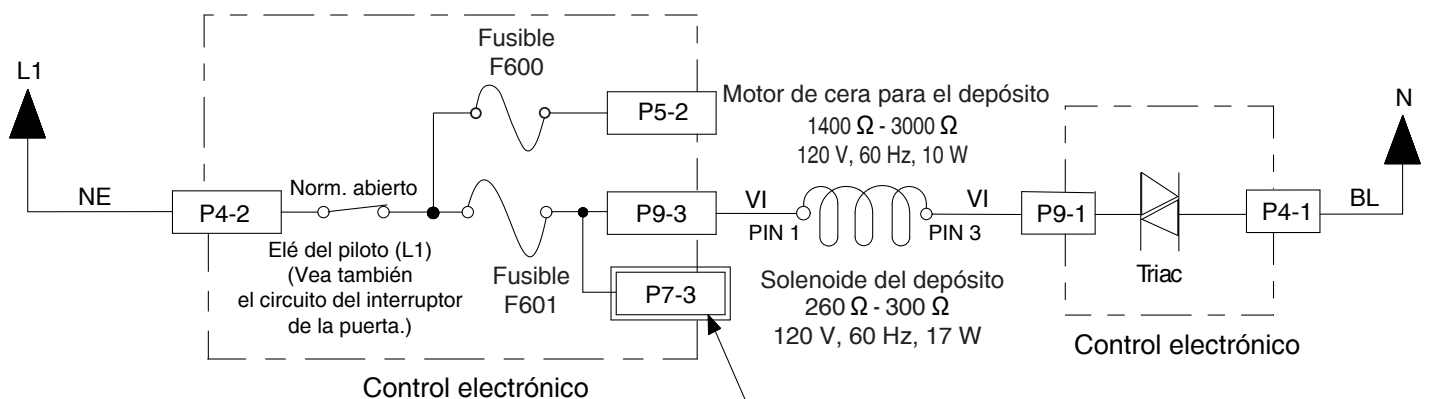 L1
NE
P4-2
Norm. abierto
Elé del piloto (L1)
(Vea también
el circuito del interruptor
de la puerta.)
Fusible
F600
P5-2
Fusible
F601
P9-3
P7-3
Control electrónico
Motor de cera para el depósito
1400 Ω - 3000 Ω
120 V, 60 Hz, 10 W
VI
PIN 1
VI
PIN 3
Solenoide del depósito
260 Ω - 300 Ω
120 V, 60 Hz, 17 W
P9-1
Triac
P4-1
Control electrónico
BL
N